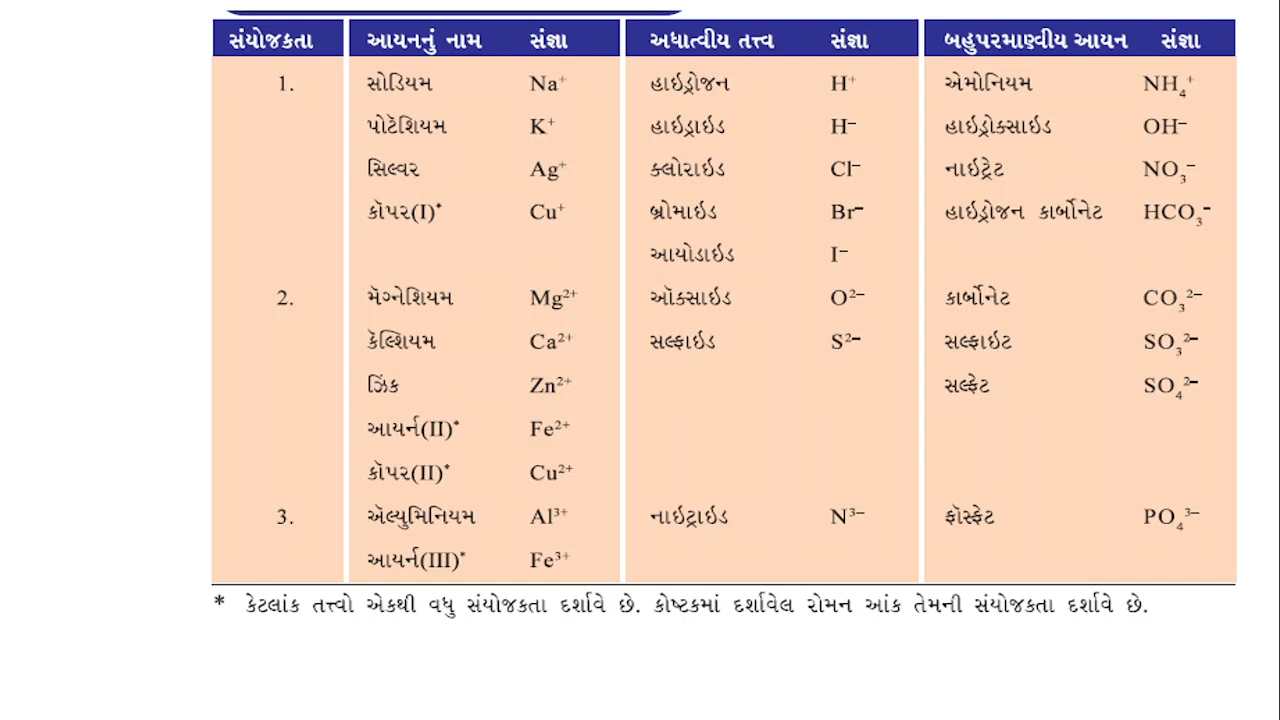 સંયોજકતા આયનનું નામ સંજ્ઞા અધાત્વીય તત્ત્વ સંજ્ઞા બહુપરમાણ્વીય આયન સંજ્ઞા
1. સોડિયમ Na⁺ હાઇડ્રોજન H⁺ એમોનિયમ NH₄⁺
પોટૅશિયમ K⁺ હાઇડ્રાઇડ H⁻ હાઇડ્રોક્સાઇડ OH⁻
સિલ્વર Ag⁺ ક્લોરાઇડ Cl⁻ નાઇટ્રેટ NO₃⁻
કૉપર(I)* Cu⁺ બ્રોમાઇડ Br⁻ હાઇડ્રોજન કાર્બોનેટ HCO₃⁻
આયોડાઇડ I⁻
2. મૅગ્નેશિયમ Mg²⁺ ઑક્સાઇડ O²⁻ કાર્બોનેટ CO₃²⁻
કૅલ્શિયમ Ca²⁺ સલ્ફાઇડ S²⁻ સલ્ફાઇટ SO₃²⁻
ઝિંક Zn²⁺ સલ્ફેટ SO₄²⁻
આયર્ન(II)* Fe²⁺
કૉપર(II)* Cu²⁺
3. ઍલ્યુમિનિયમ Al³⁺ નાઇટ્રાઇડ N³⁻ ફૉસ્ફેટ PO₄³⁻
આયર્ન(III)* Fe³⁺
* કેટલાંક તત્ત્વો એકથી વધુ સંયોજકતા દર્શાવે છે. કોષ્ટકમાં દર્શાવેલ રોમન આંક તેમની સંયોજકતા દર્શાવે છે.